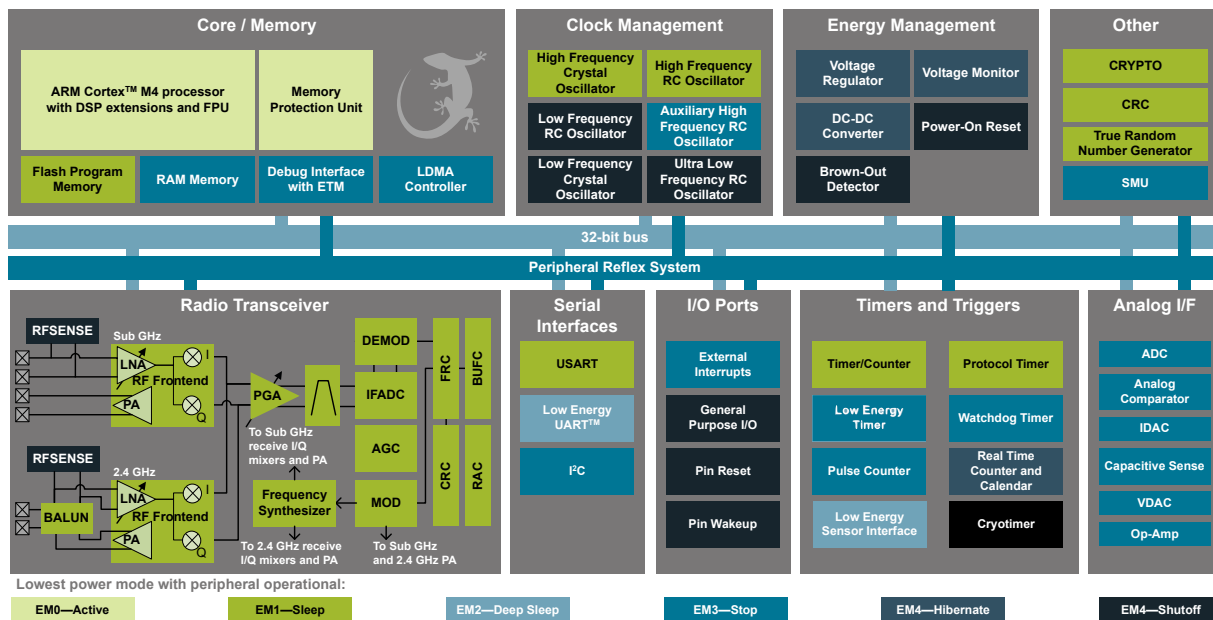 Core / Memory
ARM Cortex™ M4 processor
with DSP extensions and FPU
Memory
Protection Unit
Flash Program
Memory
RAM Memory
Debug Interface
with ETM
LDMA
Controller
Clock Management
High Frequency
Crystal
Oscillator
High Frequency
RC Oscillator
Low Frequency
RC Oscillator
Auxiliary High
Frequency RC
Oscillator
Low Frequency
Crystal
Oscillator
Ultra Low
Frequency RC
Oscillator
Energy Management
Voltage
Regulator
Voltage Monitor
DC-DC
Converter
Power-On Reset
Brown-Out
Detector
Other
CRYPTO
CRC
True Random
Number Generator
SMU
32-bit bus
Peripheral Reflex System
Radio Transceiver
RFSENSE
Sub GHz
LNA
RF Frontend
PA
I
Q
PGA
To Sub GHz
receive I/Q
mixers and PA
RFSENSE
2.4 GHz
LNA
RF Frontend
PA
BALUN
I
Q
Frequency
Synthesizer
To 2.4 GHz receive
I/Q mixers and PA
DEMOD
IFADC
AGC
MOD
To Sub GHz
and 2.4 GHz PA
FRC
BUFC
CRC
RAC
Serial
Interfaces
USART
Low Energy
UART™
I²C
I/O Ports
External
Interrupts
General
Purpose I/O
Pin Reset
Pin Wakeup
Timers and Triggers
Timer/Counter
Protocol Timer
Low Energy
Timer
Watchdog Timer
Pulse Counter
Real Time
Counter and
Calendar
Low Energy
Sensor Interface
Cryotimer
Analog I/F
ADC
Analog
Comparator
IDAC
Capacitive Sense
VDAC
Op-Amp
Lowest power mode with peripheral operational:
EM0—Active
EM1—Sleep
EM2—Deep Sleep
EM3—Stop
EM4—Hibernate
EM4—Shutoff